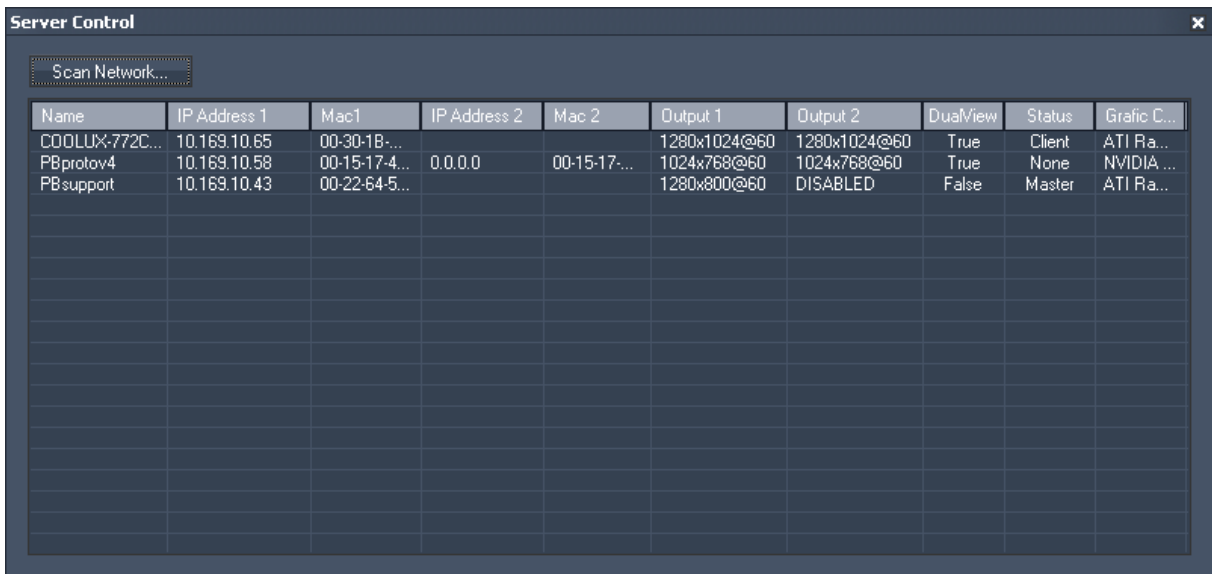 Server Control
Scan Network...
Name IP Address 1 Mac1 IP Address 2 Mac 2 Output 1 Output 2 DualView Status Grafic C...
COOLUX-772C... 10.169.10.65 00-30-1B-... 1280x1024@60 1280x1024@60 True Client ATI Ra...
PBprotov4 10.169.10.58 00-15-17-4... 0.0.0.0 00-15-17-... 1024x768@60 1024x768@60 True None NVIDIA ...
PBsupport 10.169.10.43 00-22-64-5... 1280x800@60 DISABLED False Master ATI Ra...